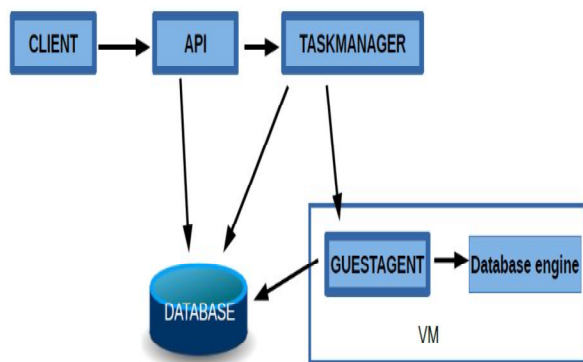 CLIENT
API
TASKMANAGER
GUESTAGENT
Database engine
DATABASE
VM